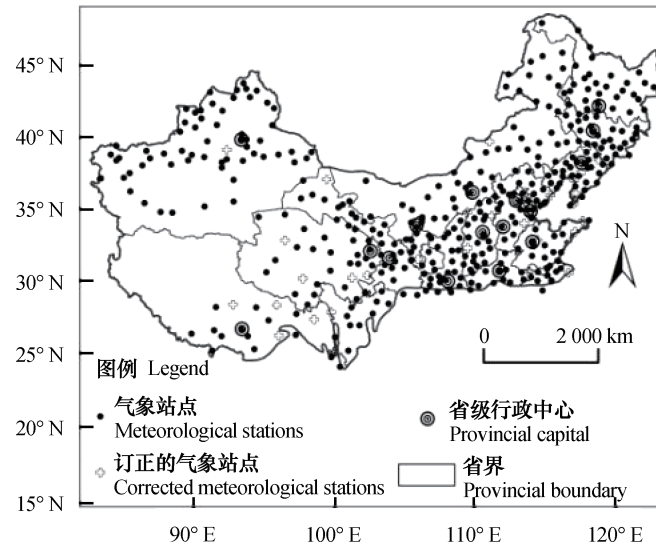 45° N
40° N
35° N
30° N
25° N
20° N
15° N
N
0 2 000 km
图例 Legend
气象站点
Meteorological stations
省级行政中心
Provincial capital
订正的气象站点
Corrected meteorological stations
省界
Provincial boundary
90° E 100° E 110° E 120° E